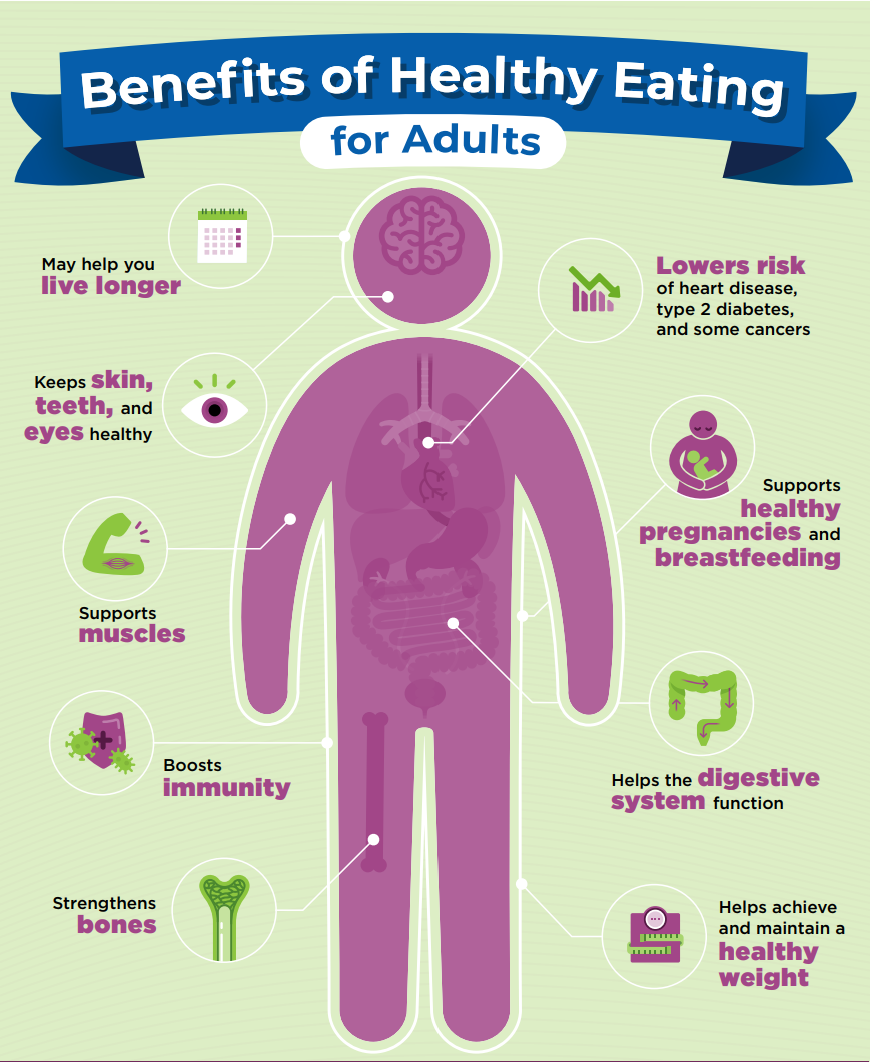 Benefits of Healthy Eating
for Adults
May help you
live longer
Keeps skin,
teeth, and
eyes healthy
Supports
muscles
Boosts
immunity
Strengthens
bones
Lowers risk
of heart disease,
type 2 diabetes,
and some cancers
Supports
healthy
pregnancies and
breastfeeding
Helps the digestive
system function
Helps achieve
and maintain a
healthy
weight